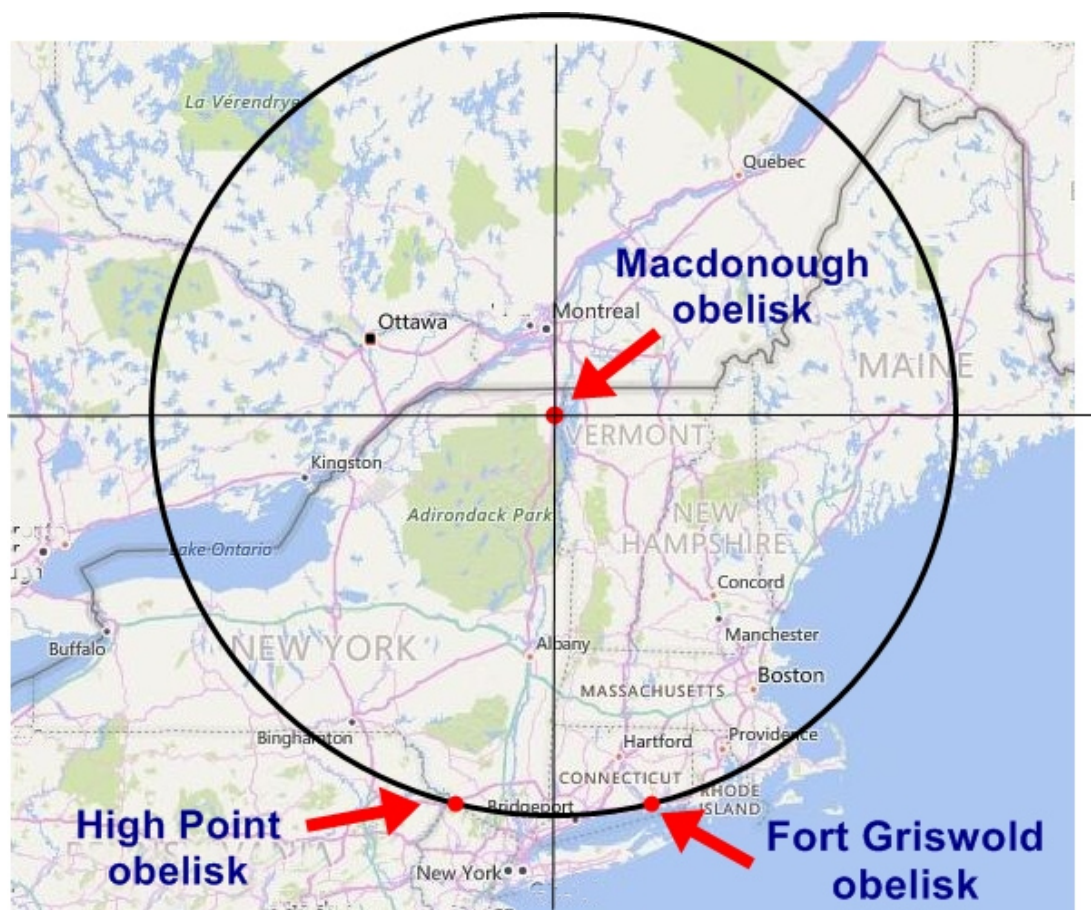 La Vérendrye
Québec
Macdonough
obelisk
Montreal
Ottawa
MAINE
VERMONT
Kingston
Adirondack Park
NEW
HAMPSHIRE
Lake Ontario
Concord
Buffalo
NEW YORK
Albany
Manchester
MASSACHUSETTS
Boston
Binghamton
Hartford
Providence
CONNECTICUT
RHODE
ISLAND
Bridgeport
High Point
obelisk
New York
Fort Griswold
obelisk